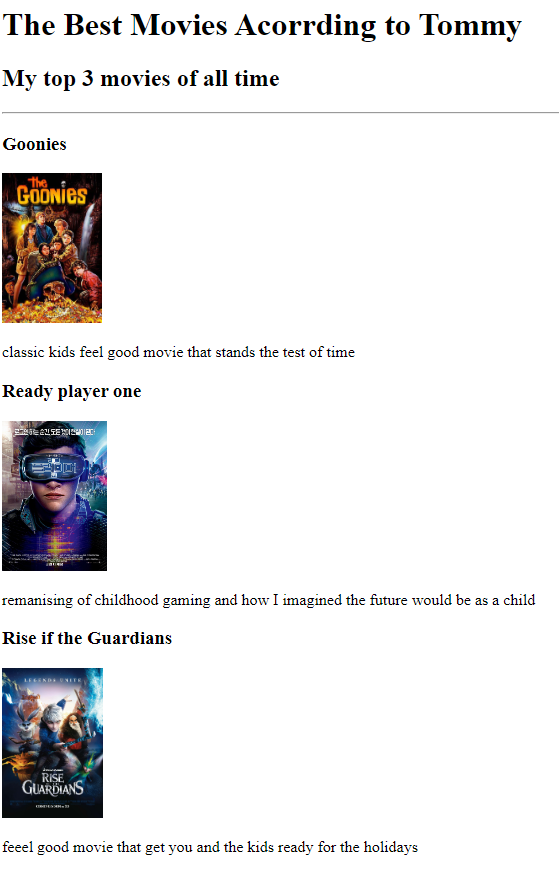 The Best Movies Acorrding to Tommy
My top 3 movies of all time
Goonies
the
GOONIES
classic kids feel good movie that stands the test of time
Ready player one
remanising of childhood gaming and how I imagined the future would be as a child
Rise if the Guardians
LEGENDS UNITE
RISE
OF THE
GUARDIANS
feeel good movie that get you and the kids ready for the holidays